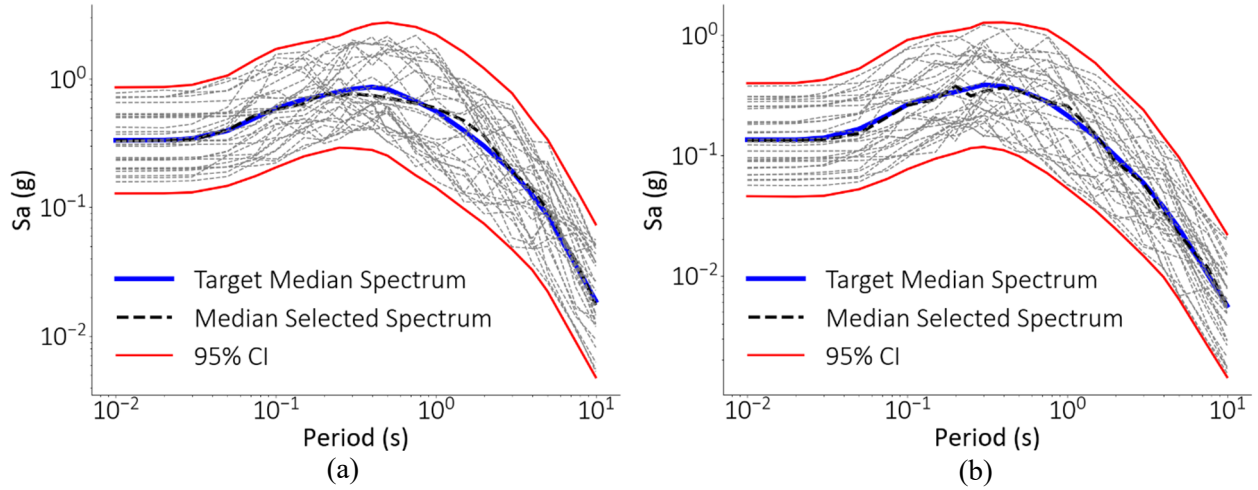 10⁰
10⁻¹
10⁻²
Sa (g)
Target Median Spectrum
Median Selected Spectrum
95% CI
10⁻² 10⁻¹ 10⁰ 10¹
Period (s)
(a)
10⁰
10⁻¹
10⁻²
Sa (g)
Target Median Spectrum
Median Selected Spectrum
95% CI
10⁻² 10⁻¹ 10⁰ 10¹
Period (s)
(b)